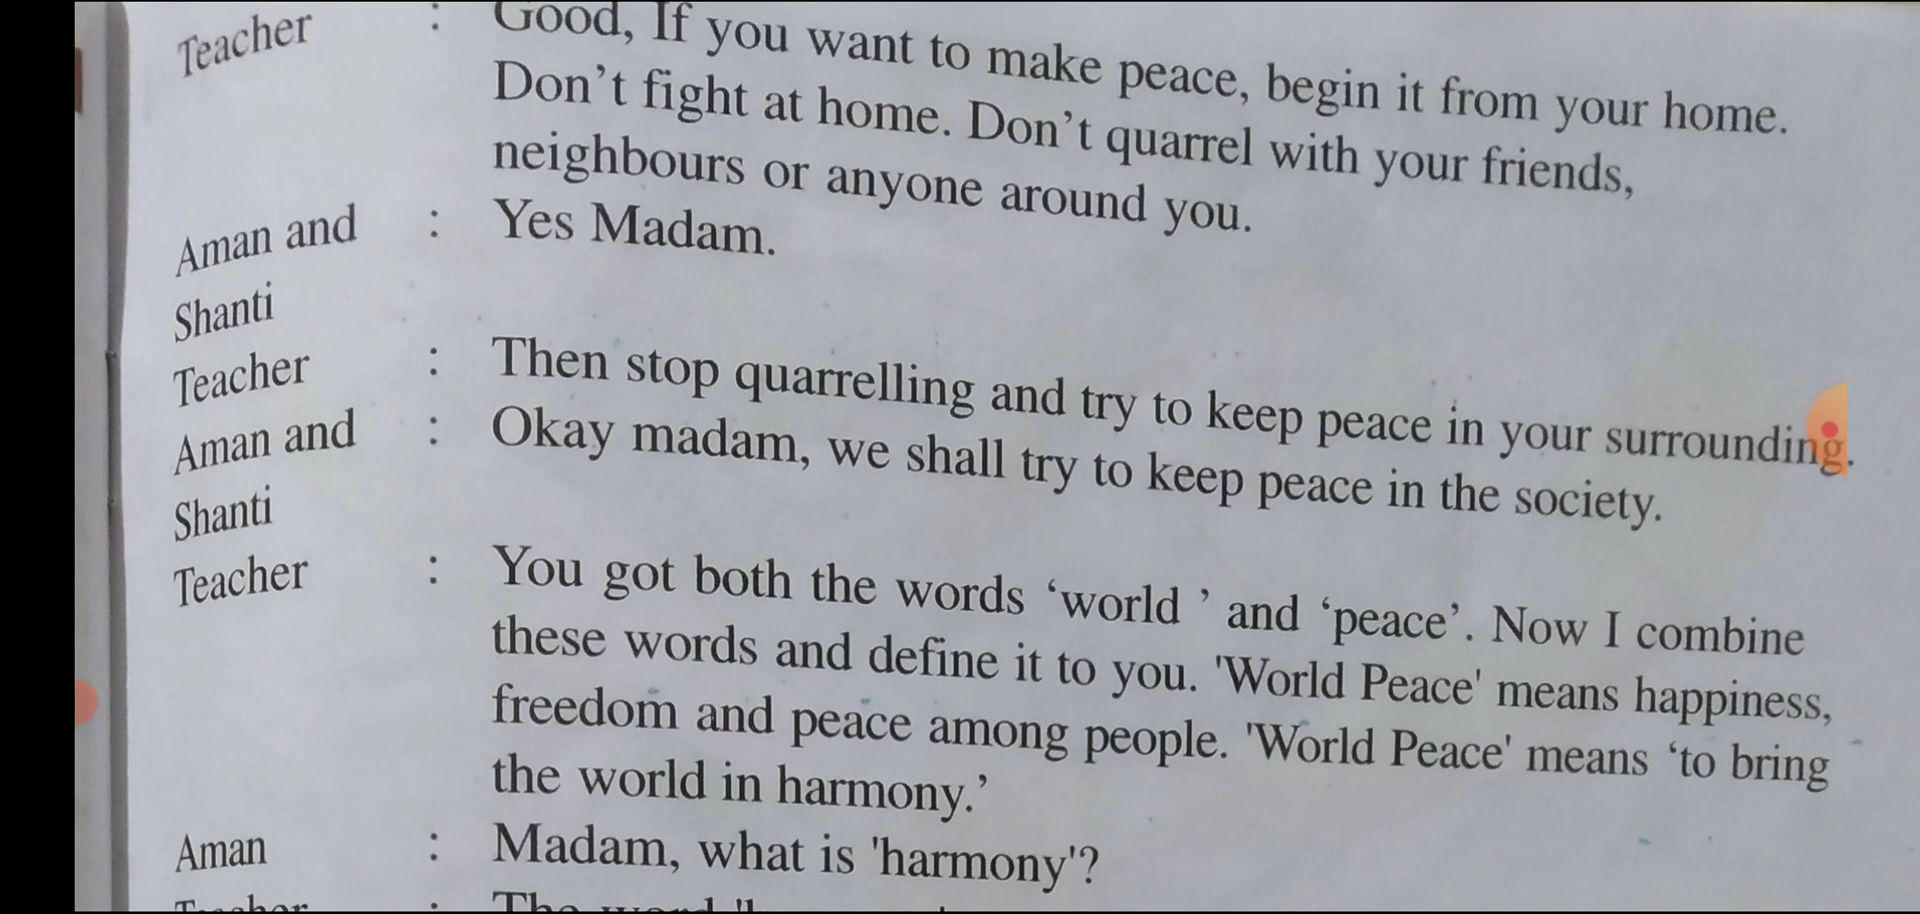 Teacher : Good, If you want to make peace, begin it from your home.
Don't fight at home. Don't quarrel with your friends,
neighbours or anyone around you.
Aman and : Yes Madam.
Shanti
Teacher : Then stop quarrelling and try to keep peace in your surrounding.
Aman and : Okay madam, we shall try to keep peace in the society.
Shanti
Teacher : You got both the words ‘world ’ and ‘peace’. Now I combine
these words and define it to you. 'World Peace' means happiness,
freedom and peace among people. 'World Peace' means ‘to bring
the world in harmony.’
Aman : Madam, what is 'harmony'?
Teacher : The word